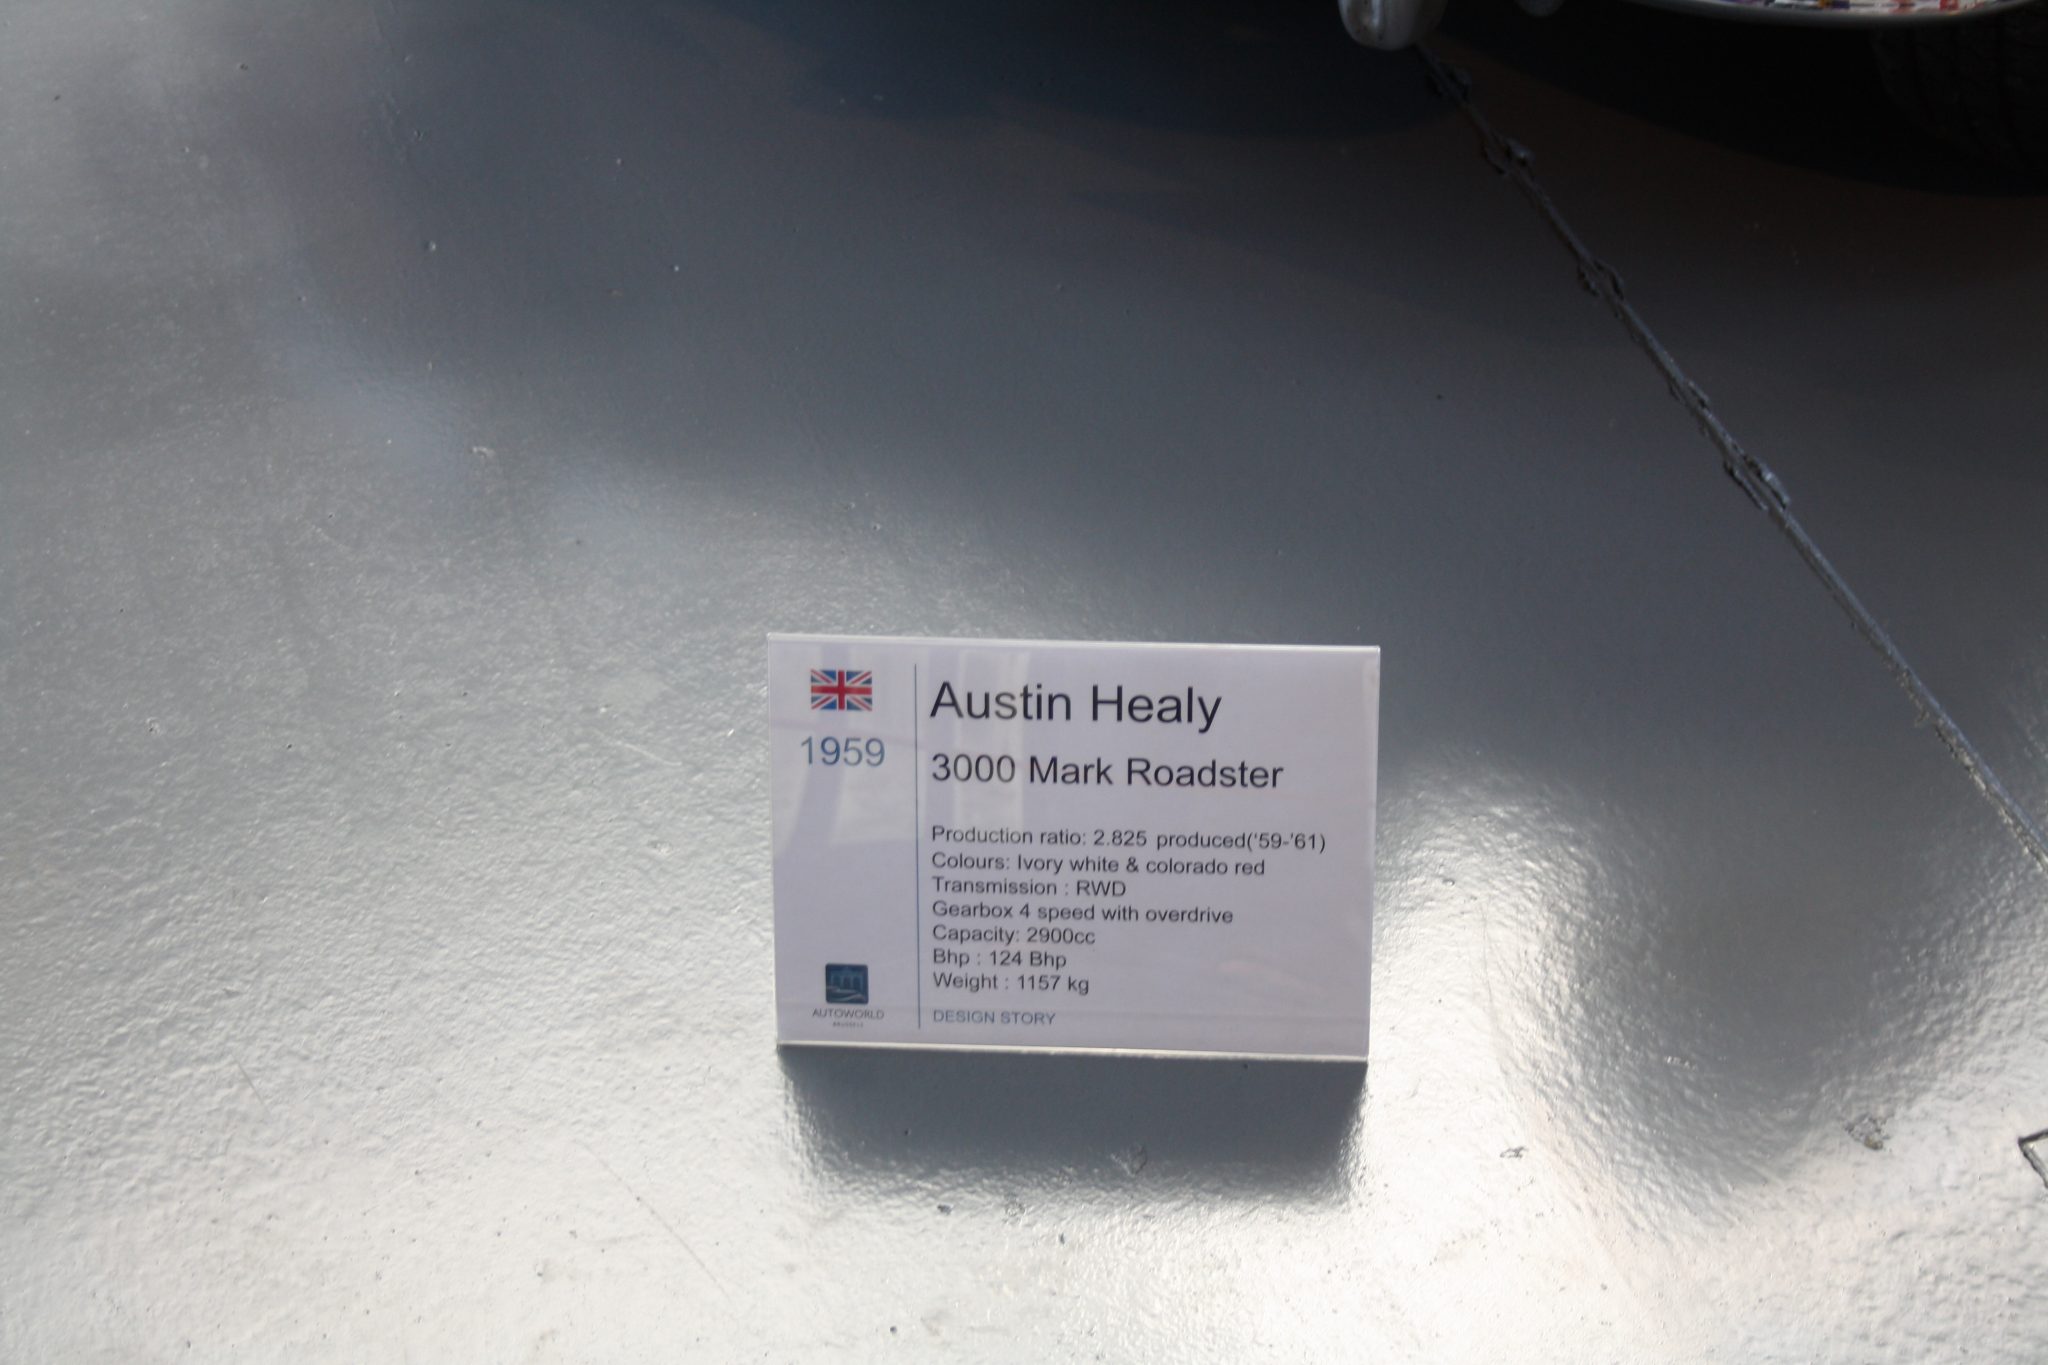 Austin Healy
1959
3000 Mark Roadster
Production ratio: 2.825 produced('59-'61)
Colours: Ivory white & colorado red
Transmission : RWD
Gearbox 4 speed with overdrive
Capacity: 2900cc
Bhp : 124 Bhp
Weight : 1157 kg
AUTOWORLD
BRUSSELS
DESIGN STORY